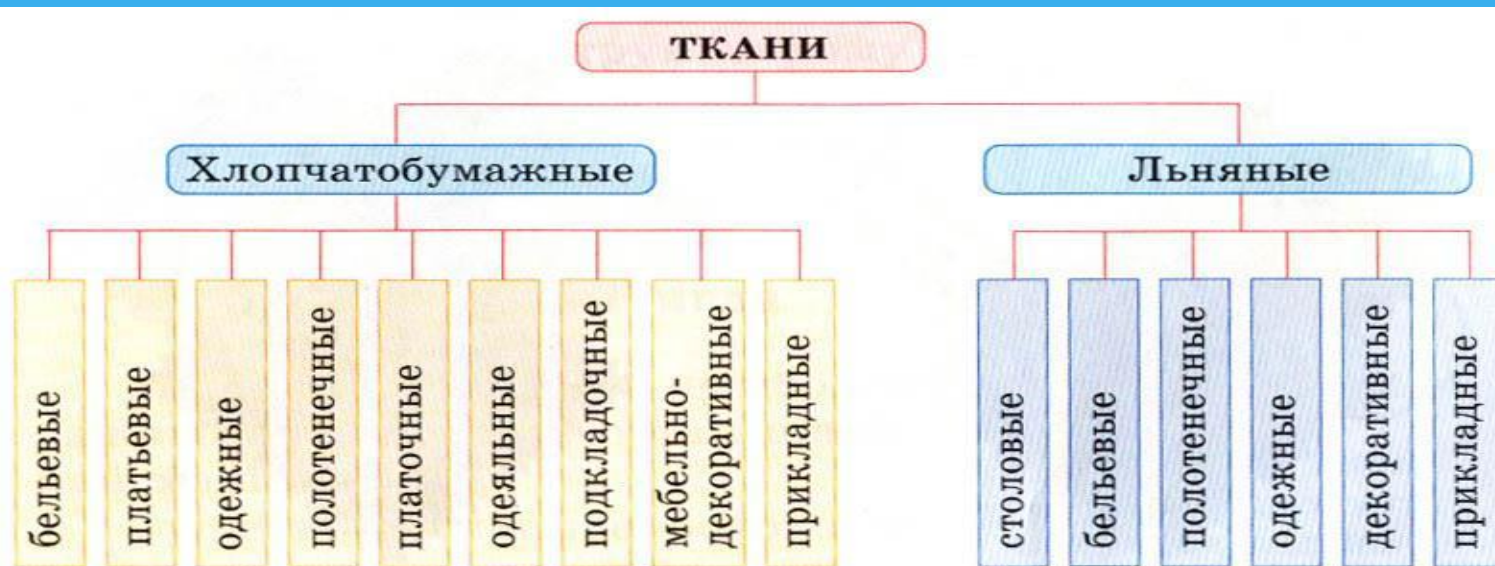 ТКАНИ
Хлопчатобумажные
Льняные
бельевые
платьевые
одежные
полотенечные
платочные
одеяльные
подкладочные
мебельно-
декоративные
прикладные
столовые
бельевые
полотенечные
одежные
декоративные
прикладные